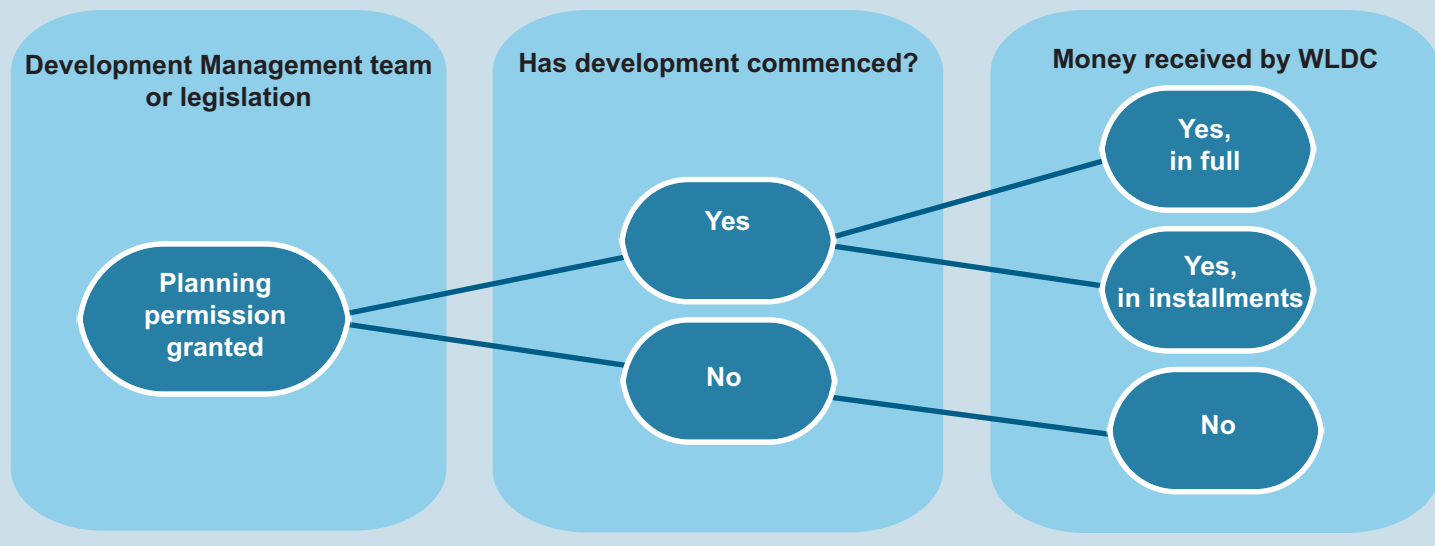 Development Management team
or legislation
Planning
permission
granted
Has development commenced?
Yes
No
Money received by WLDC
Yes,
in full
Yes,
in installments
No